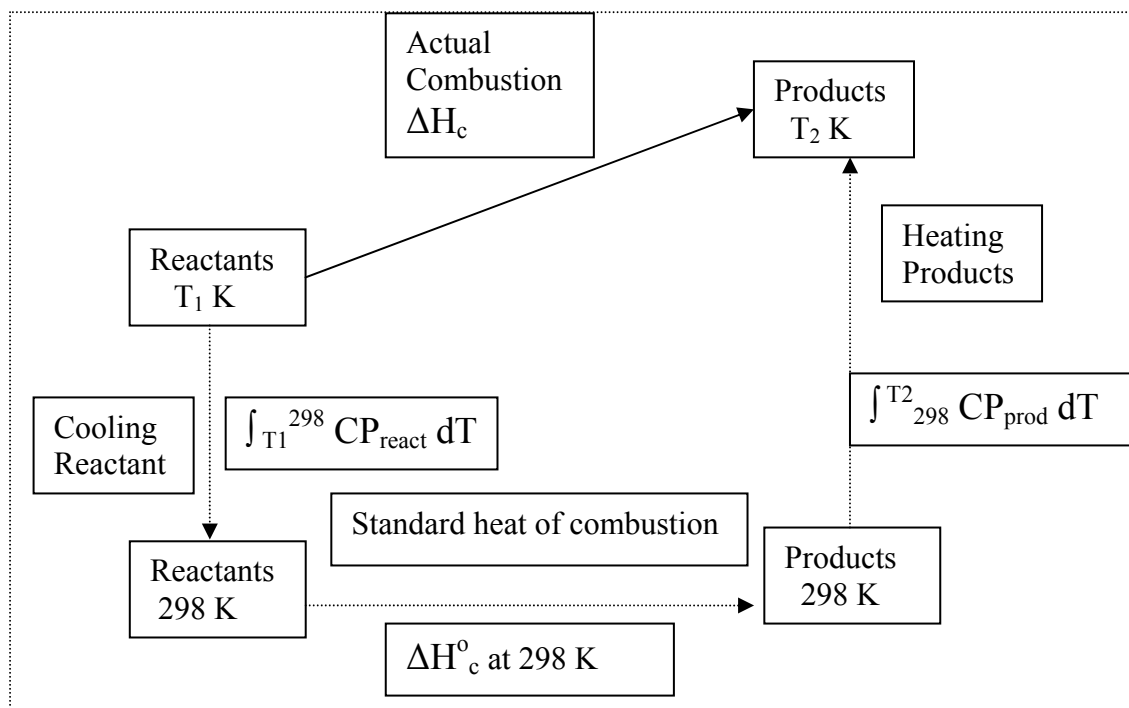 Actual
Combustion
ΔHc
Products
T₂ K
Reactants
T₁ K
Heating
Products
Cooling
Reactant
∫T1²⁹⁸ CPreact dT
∫ᵀ²₂₉₈ CPprod dT
Standard heat of combustion
Reactants
298 K
Products
298 K
ΔH°c at 298 K